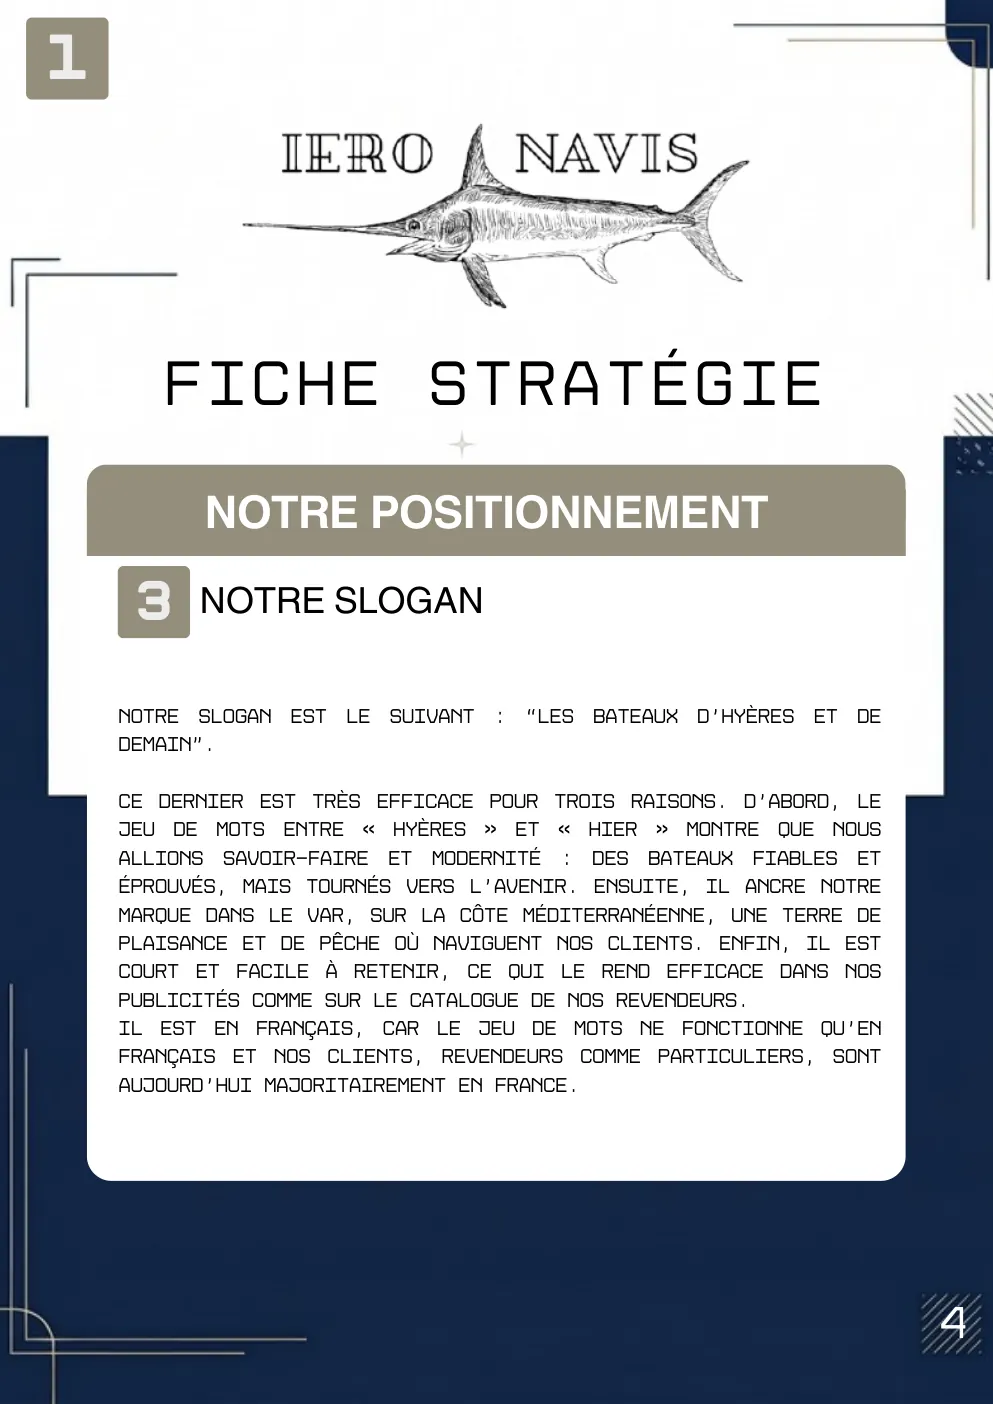 1
IERO NAVIS
FICHE STRATÉGIE
NOTRE POSITIONNEMENT
3 NOTRE SLOGAN
NOTRE SLOGAN EST LE SUIVANT : “LES BATEAUX D’HYÈRES ET DE
DEMAIN”.
CE DERNIER EST TRÈS EFFICACE POUR TROIS RAISONS. D’ABORD, LE
JEU DE MOTS ENTRE « HYÈRES » ET « HIER » MONTRE QUE NOUS
ALLIONS SAVOIR-FAIRE ET MODERNITÉ : DES BATEAUX FIABLES ET
ÉPROUVÉS, MAIS TOURNÉS VERS L’AVENIR. ENSUITE, IL ANCRE NOTRE
MARQUE DANS LE VAR, SUR LA CÔTE MÉDITERRANÉENNE, UNE TERRE DE
PLAISANCE ET DE PÊCHE OÙ NAVIGUENT NOS CLIENTS. ENFIN, IL EST
COURT ET FACILE À RETENIR, CE QUI LE REND EFFICACE DANS NOS
PUBLICITÉS COMME SUR LE CATALOGUE DE NOS REVENDEURS.
IL EST EN FRANÇAIS, CAR LE JEU DE MOTS NE FONCTIONNE QU’EN
FRANÇAIS ET NOS CLIENTS, REVENDEURS COMME PARTICULIERS, SONT
AUJOURD’HUI MAJORITAIREMENT EN FRANCE.
4